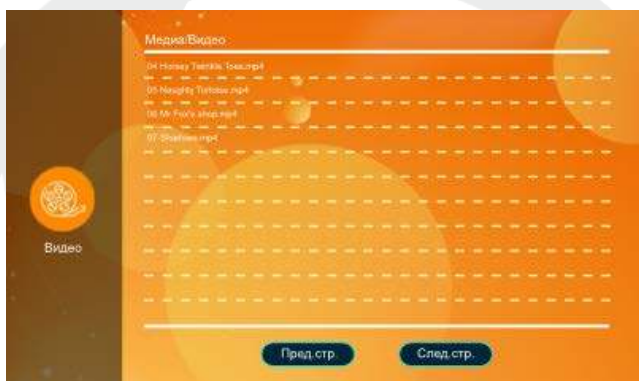 Медиа/Видео
04 Horsey Twinkle Toes.mp4
05 Naughty Tortoise.mp4
06 Mr Fox's shop.mp4
07 Shadows.mp4
Видео
Пред.стр.
След.стр.